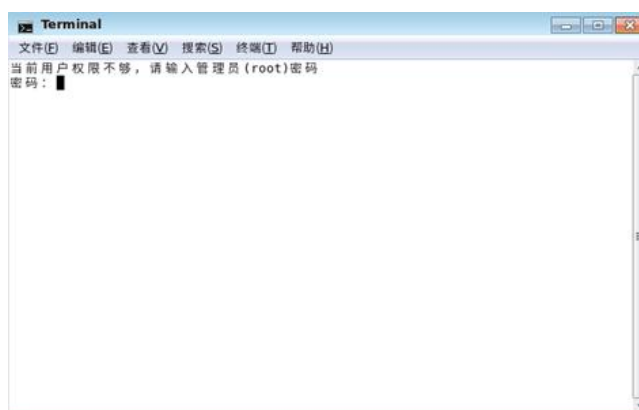 Terminal
文件(F) 编辑(E) 查看(V) 搜索(S) 终端(T) 帮助(H)
当前用户权限不够，请输入管理员(root)密码
密码：